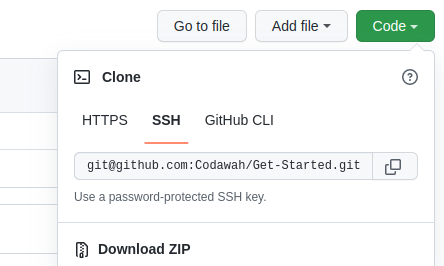 Go to file Add file Code
Clone
HTTPS SSH GitHub CLI
git@github.com:Codawah/Get-Started.git
Use a password-protected SSH key.
Download ZIP